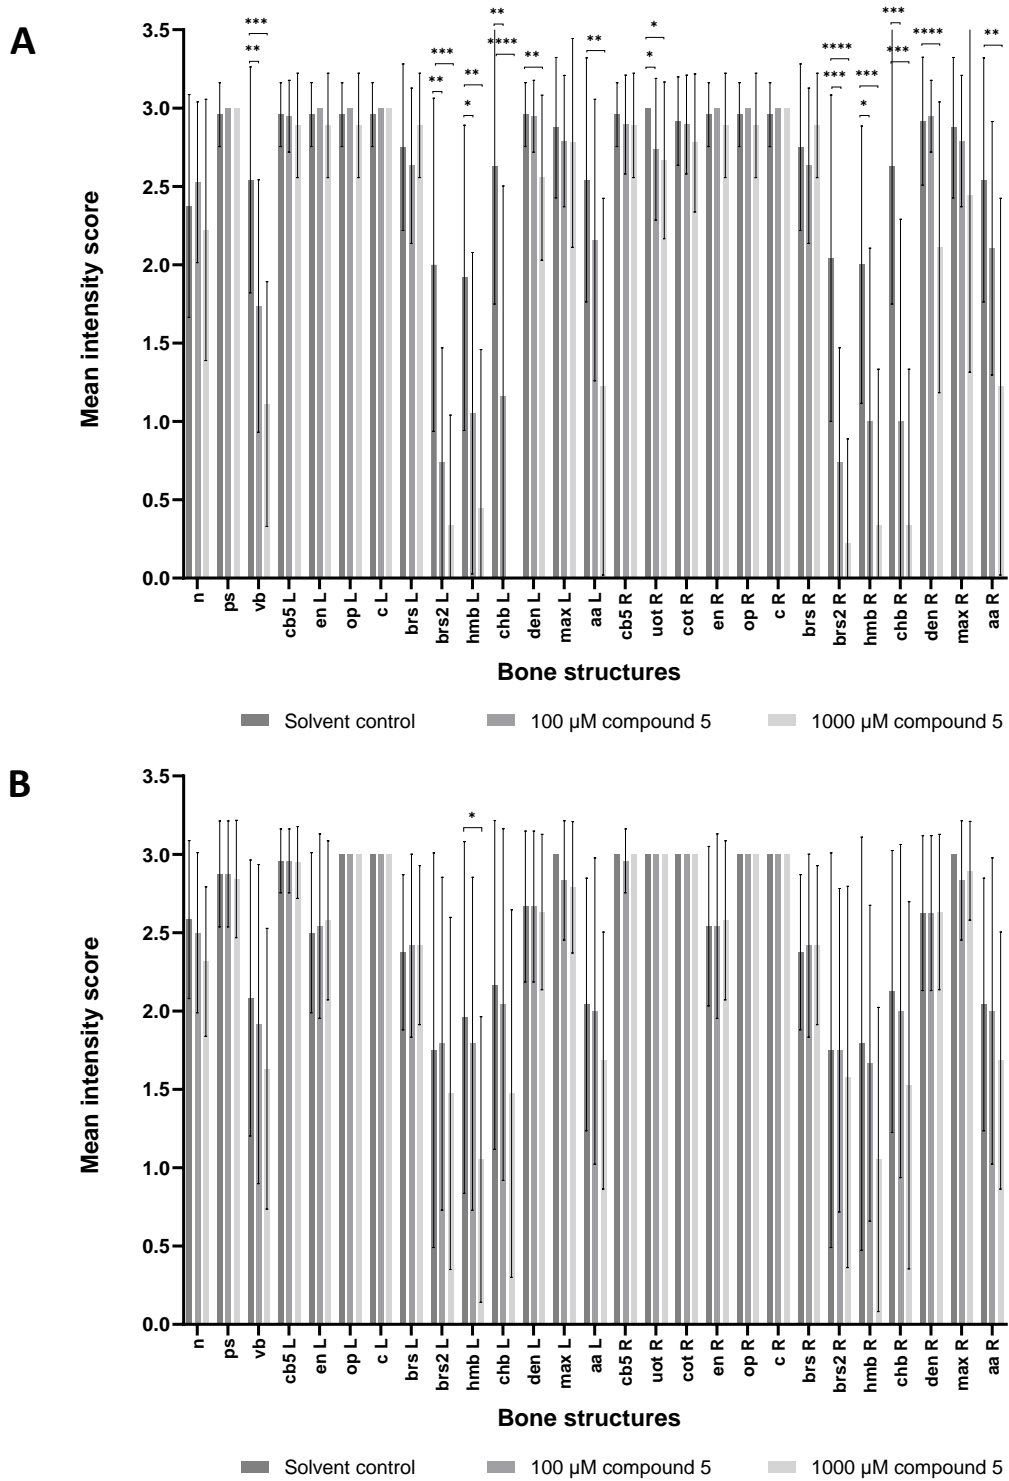 A
*** ** *** ** ** * ** **** ** ** * * **** *** *** * *** *** **** **
Mean intensity score
3.5
3.0
2.5
2.0
1.5
1.0
0.5
0.0
n ps vb cb5 L en L op L c L brs L brs2 L hmb L chb L den L max L aa L cb5 R uot R cot R en R op R c R brs R brs2 R hmb R chb R den R max R aa R
Bone structures
Solvent control 100 µM compound 5 1000 µM compound 5
B
*
Mean intensity score
3.5
3.0
2.5
2.0
1.5
1.0
0.5
0.0
n ps vb cb5 L en L op L c L brs L brs2 L hmb L chb L den L max L aa L cb5 R uot R cot R en R op R c R brs R brs2 R hmb R chb R den R max R aa R
Bone structures
Solvent control 100 µM compound 5 1000 µM compound 5